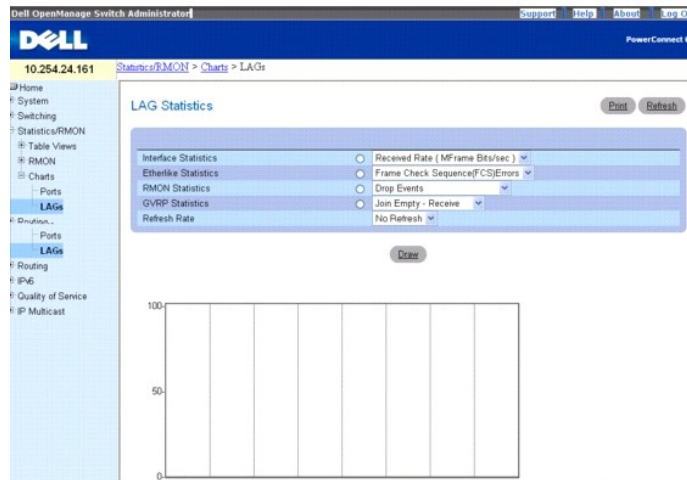 Dell OpenManage Switch Administrator
Support Help About Log O
DELL
PowerConnect
10.254.24.161
Statistics/RMON > Charts > LAGs
Home
System
Switching
Statistics/RMON
Table Views
RMON
Charts
Ports
LAGs
Ports
LAGs
Routing
IPv6
Quality of Service
IP Multicast
LAG Statistics
Print Refresh
Interface Statistics Received Rate ( MFrame Bits/sec )
Etherlike Statistics Frame Check Sequence(FCS)Errors
RMON Statistics Drop Events
GVRP Statistics Join Empty - Receive
Refresh Rate No Refresh
Draw
100
50
0